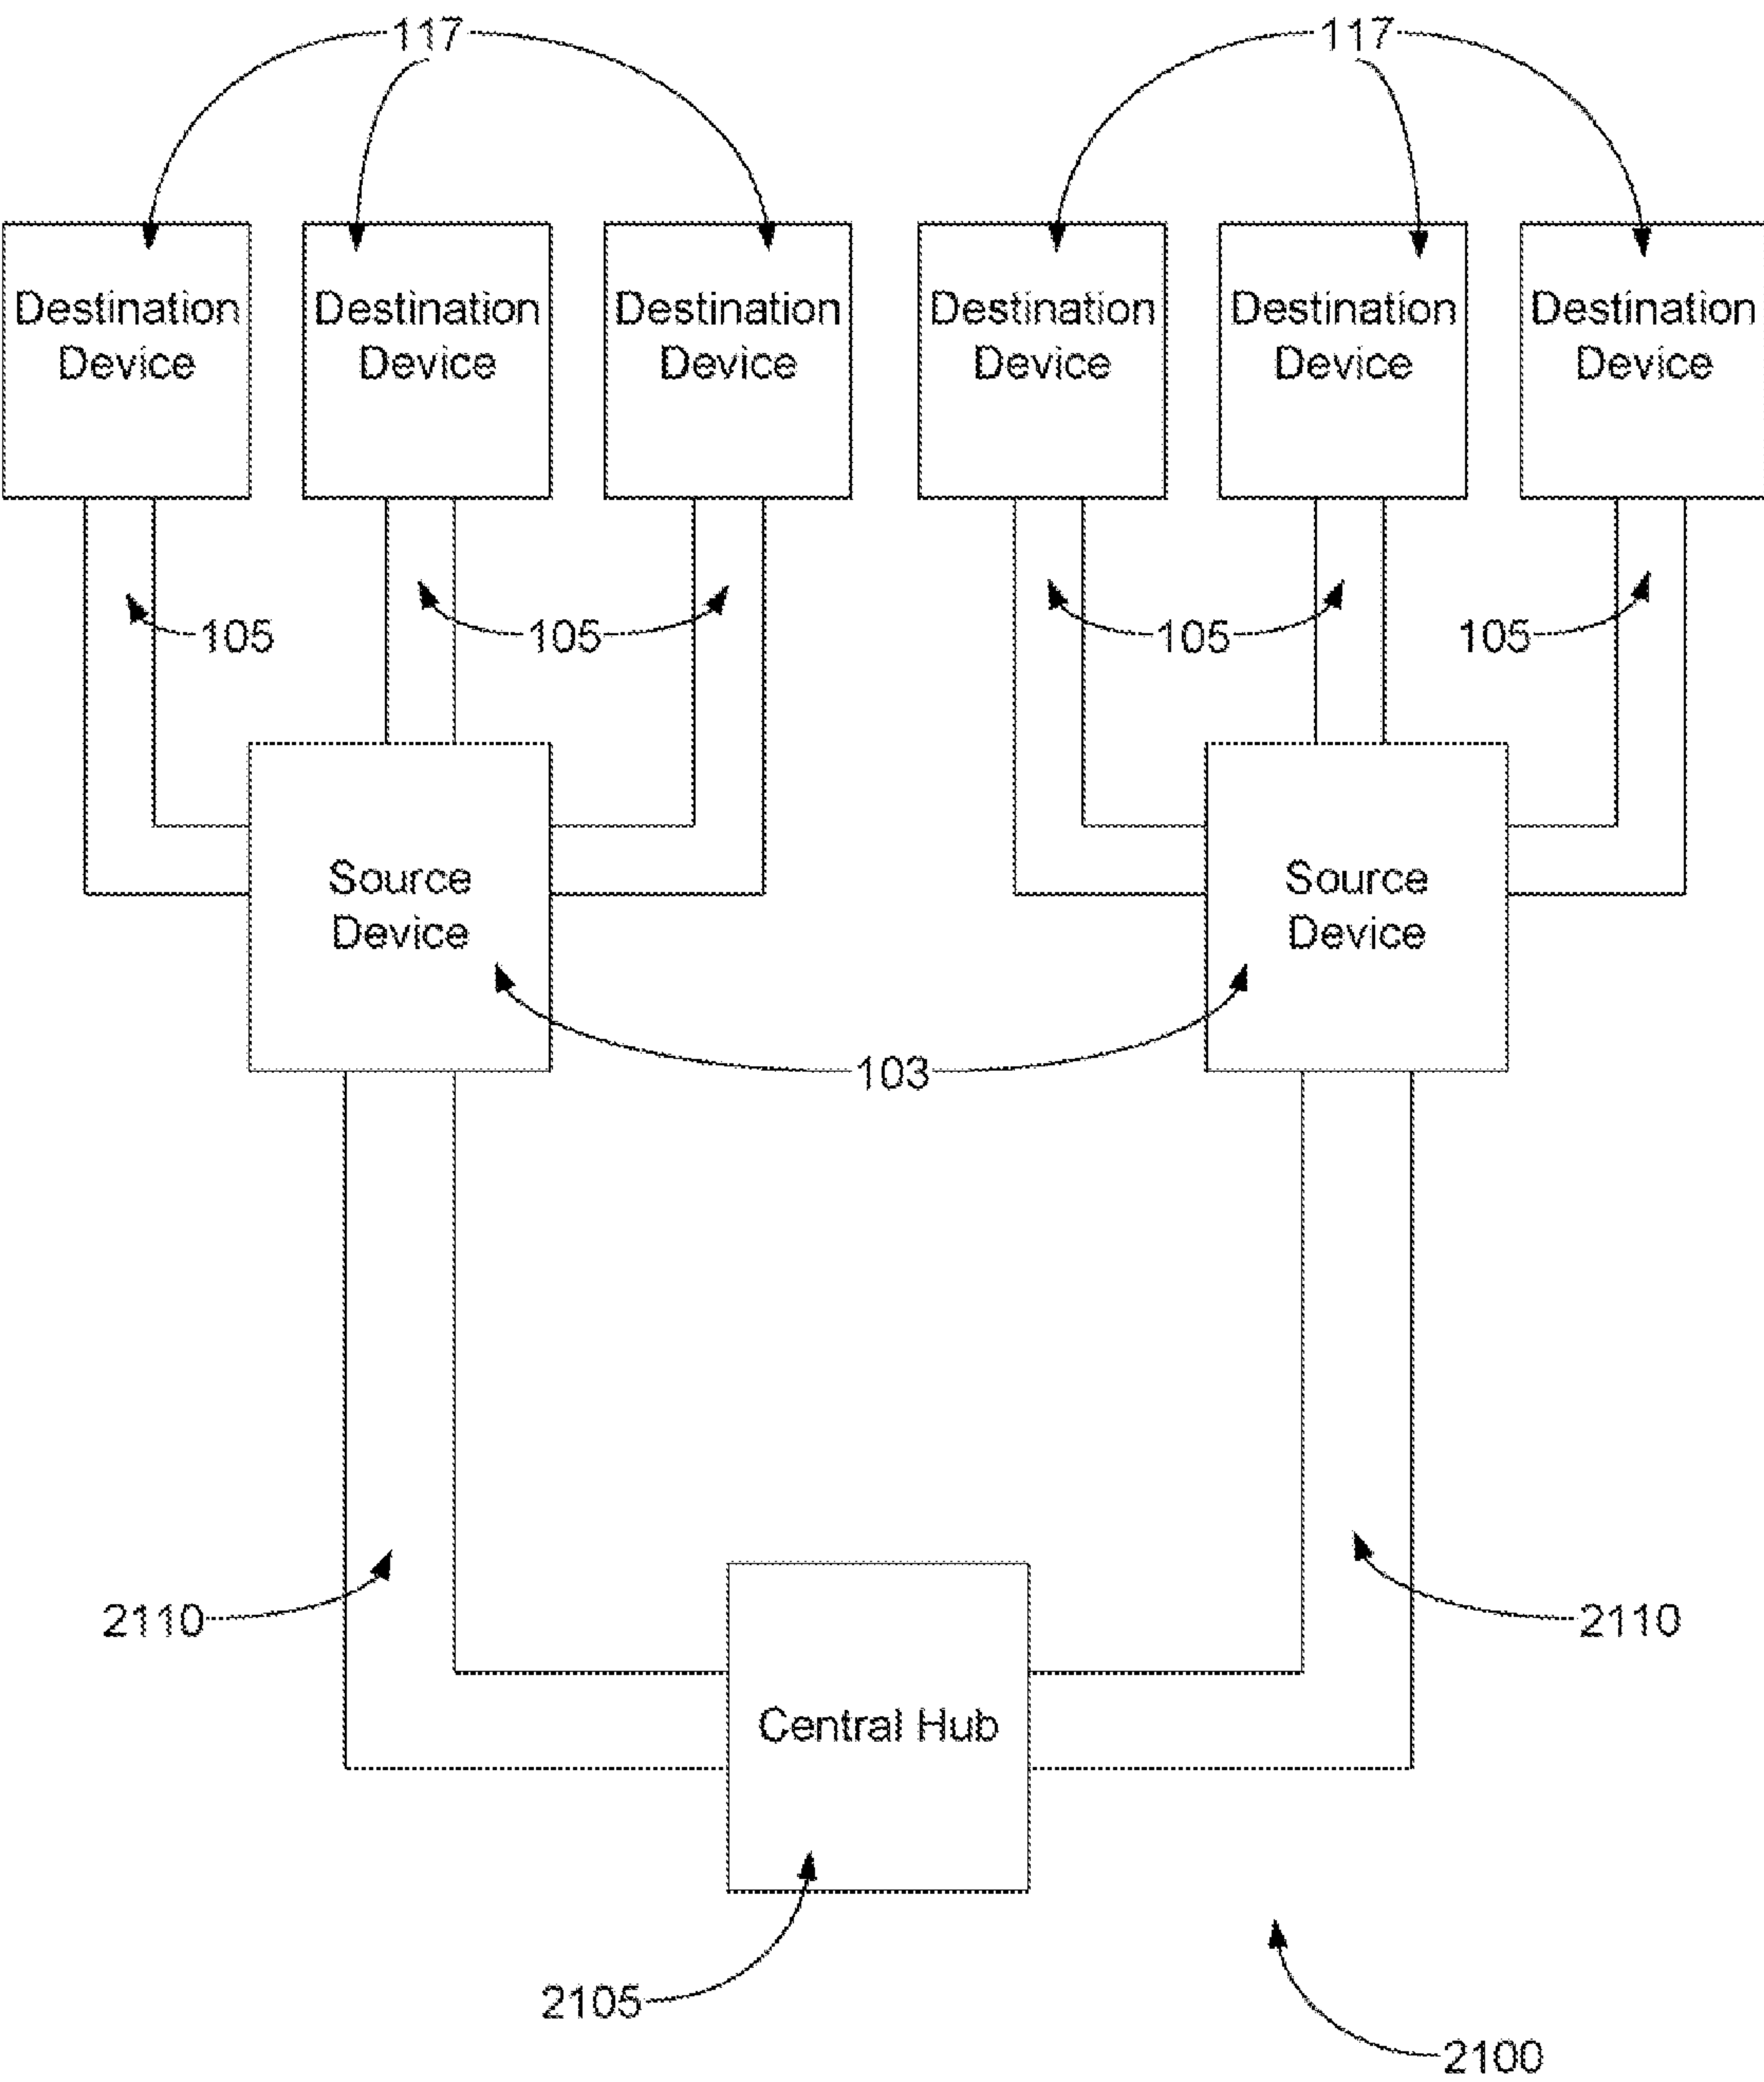 117 117
Destination Device
Destination Device
Destination Device
Destination Device
Destination Device
Destination Device
105 105 105 105
Source Device
Source Device
103
2110 2110
Central Hub
2105
2100